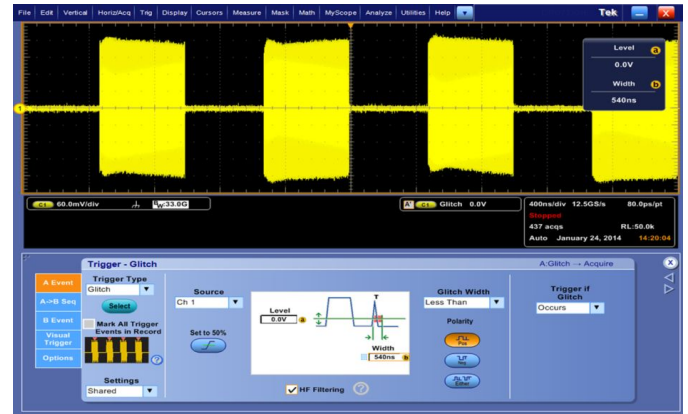 File Edit Vertical Horiz/Acq Trig Display Cursors Measure Mask Math MyScope Analyze Utilities Help Tek
Level a
0.0V
Width b
540ns
1
C1 60.0mV/div BW:33.0G
A' C1 Glitch 0.0V
400ns/div 12.5GS/s 80.0ps/pt
Stopped
437 acqs RL:50.0k
Auto January 24, 2014 14:20:04
Trigger - Glitch
A:Glitch → Acquire
A Event
A->B Seq
B Event
Visual Trigger
Options
Trigger Type
Glitch
Select
Mark All Trigger
Events in Record
Settings
Shared
Source
Ch 1
Set to 50%
Level
0.0V a
T
Width
540ns b
HF Filtering
Glitch Width
Less Than
Polarity
Pos
Neg
Either
Trigger if
Glitch
Occurs